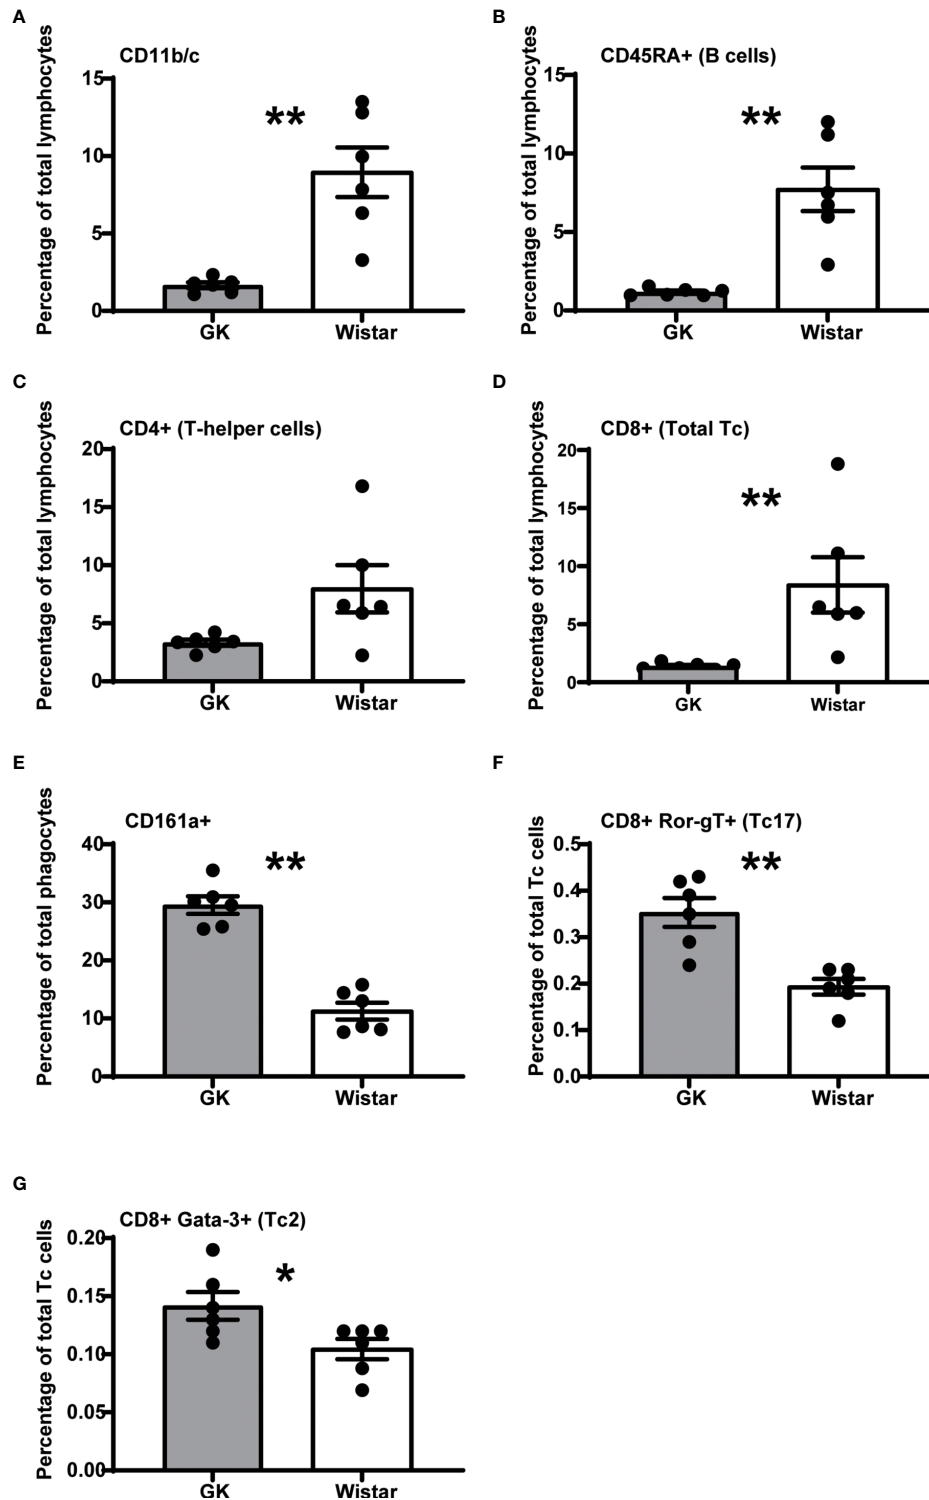 A
CD11b/c
Percentage of total lymphocytes
15
10
5
0
**
GK
Wistar
B
CD45RA+ (B cells)
Percentage of total lymphocytes
15
10
5
0
**
GK
Wistar
C
CD4+ (T-helper cells)
Percentage of total lymphocytes
20
15
10
5
0
GK
Wistar
D
CD8+ (Total Tc)
Percentage of total lymphocytes
20
15
10
5
0
**
GK
Wistar
E
CD161a+
Percentage of total phagocytes
40
30
20
10
0
**
GK
Wistar
F
CD8+ Ror-gT+ (Tc17)
Percentage of total Tc cells
0.5
0.4
0.3
0.2
0.1
0.0
**
GK
Wistar
G
CD8+ Gata-3+ (Tc2)
Percentage of total Tc cells
0.20
0.15
0.10
0.05
0.00
*
GK
Wistar